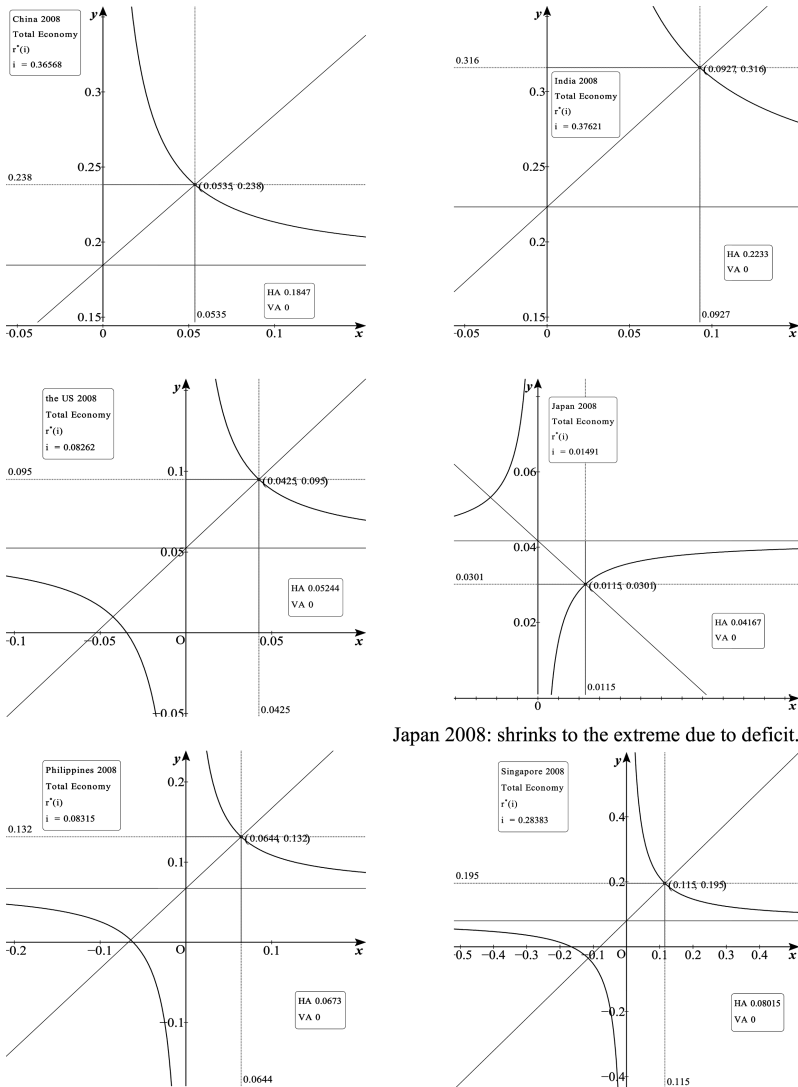 China 2008
Total Economy
r*(i)
i = 0.36568
y
0.3
0.25
0.238
(0.0535, 0.238)
0.2
HA 0.1847
VA 0
0.15
0.0535
-0.05
0
0.05
0.1
x
y
0.316
(0.0927, 0.316)
0.3
India 2008
Total Economy
r*(i)
i = 0.37621
0.25
0.2
HA 0.2233
VA 0
0.15
0.0927
-0.05
0
0.05
0.1
x
the US 2008
Total Economy
r*(i)
i = 0.08262
y
0.1
0.095
(0.0425, 0.095)
0.05
HA 0.05244
VA 0
-0.1
-0.05
O
0.05
x
-0.05
0.0425
y
Japan 2008
Total Economy
r*(i)
i = 0.01491
0.06
0.04
0.0301
(0.0115, 0.0301)
0.02
HA 0.04167
VA 0
0.0115
0
x
Japan 2008: shrinks to the extreme due to deficit.
Philippines 2008
Total Economy
r*(i)
i = 0.08315
y
0.2
0.132
(0.0644, 0.132)
0.1
-0.2
-0.1
O
0.1
x
HA 0.0673
VA 0
-0.1
0.0644
Singapore 2008
Total Economy
r*(i)
i = 0.28383
y
0.4
0.195
0.2
(0.115, 0.195)
-0.5 -0.4 -0.3 -0.2 -0.1 O 0.1 0.2 0.3 0.4 x
HA 0.08015
VA 0
-0.2
-0.4
0.115